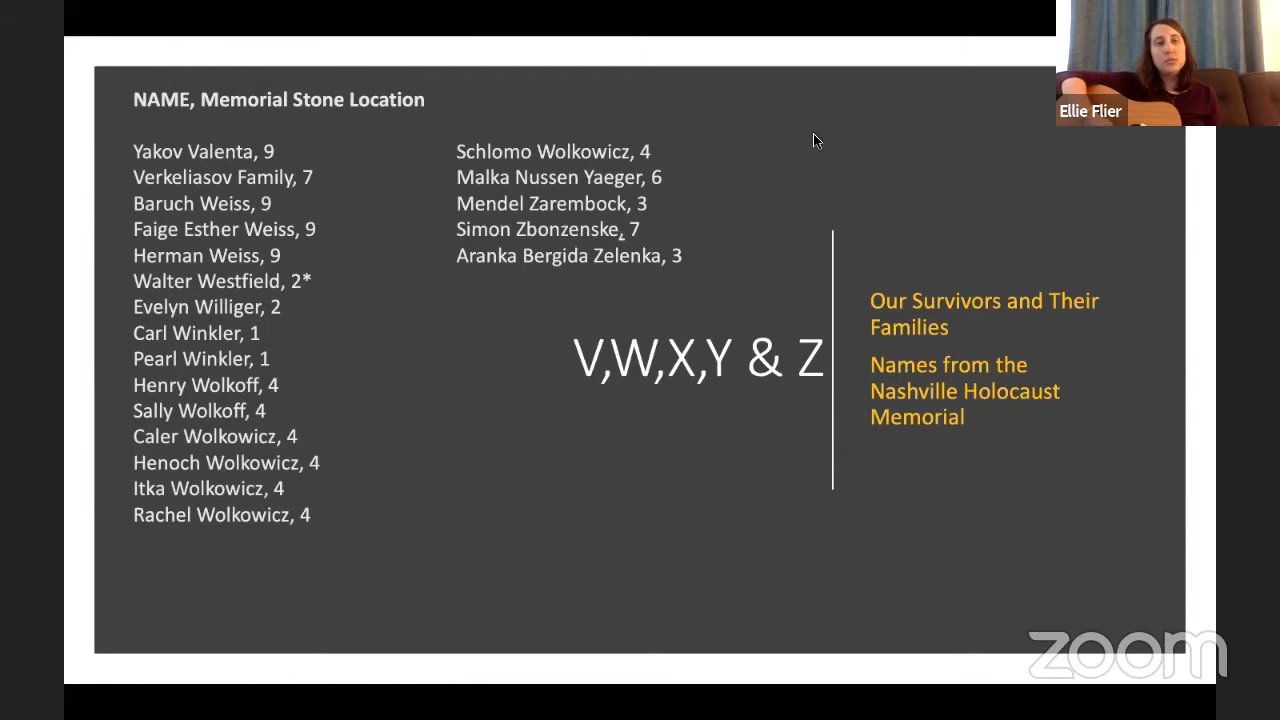 NAME, Memorial Stone Location
Yakov Valenta, 9
Verkeliasov Family, 7
Baruch Weiss, 9
Faige Esther Weiss, 9
Herman Weiss, 9
Walter Westfield, 2*
Evelyn Williger, 2
Carl Winkler, 1
Pearl Winkler, 1
Henry Wolkoff, 4
Sally Wolkoff, 4
Caler Wolkowicz, 4
Henoch Wolkowicz, 4
Itka Wolkowicz, 4
Rachel Wolkowicz, 4
Schlomo Wolkowicz, 4
Malka Nussen Yaeger, 6
Mendel Zarembock, 3
Simon Zbonzenske, 7
Aranka Bergida Zelenka, 3
V,W,X,Y & Z
Our Survivors and Their
Families
Names from the
Nashville Holocaust
Memorial
Ellie Flier
zoom